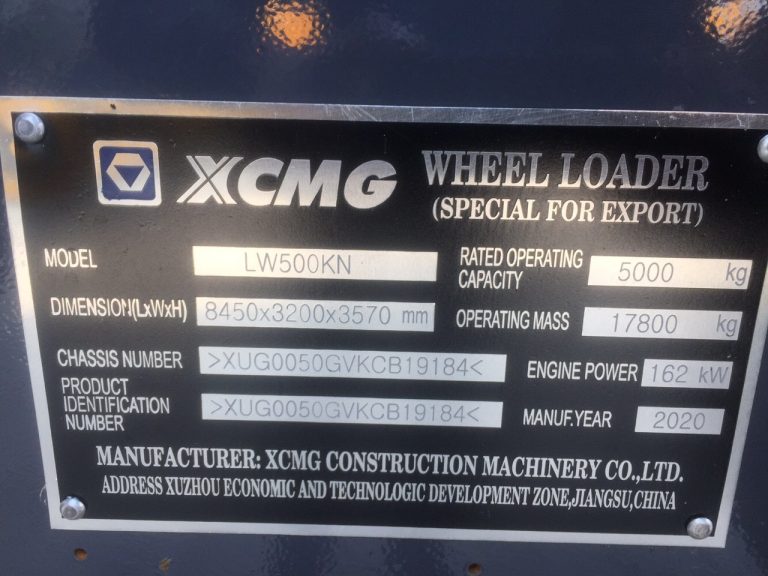 XCMG WHEEL LOADER
(SPECIAL FOR EXPORT)
MODEL LW500KN RATED OPERATING CAPACITY 5000 kg
DIMENSION(LxWxH) 8450x3200x3570 mm OPERATING MASS 17800 kg
CHASSIS NUMBER >XUG0050GVKCB19184< ENGINE POWER 162 kW
PRODUCT IDENTIFICATION NUMBER >XUG0050GVKCB19184< MANUF.YEAR 2020
MANUFACTURER: XCMG CONSTRUCTION MACHINERY CO.,LTD.
ADDRESS XUZHOU ECONOMIC AND TECHNOLOGIC DEVELOPMENT ZONE,JIANGSU,CHINA